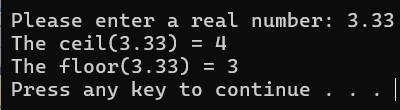 Please enter a real number: 3.33
The ceil(3.33) = 4
The floor(3.33) = 3
Press any key to continue . . .